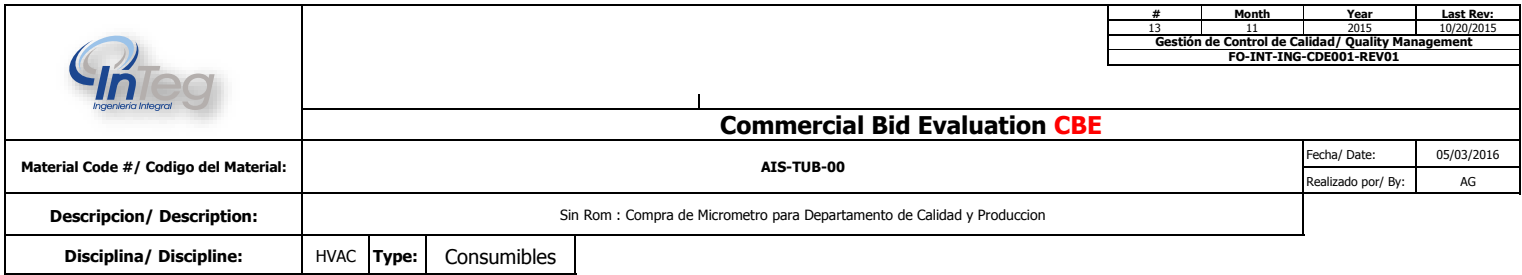 # Month Year Last Rev:
13 11 2015 10/20/2015
Gestión de Control de Calidad/ Quality Management
FO-INT-ING-CDE001-REV01
InTeg
Ingeniería Integral
Commercial Bid Evaluation CBE
Material Code #/ Codigo del Material: AIS-TUB-00 Fecha/ Date: 05/03/2016
Realizado por/ By: AG
Descripcion/ Description: Sin Rom : Compra de Micrometro para Departamento de Calidad y Produccion
Disciplina/ Discipline: HVAC Type: Consumibles